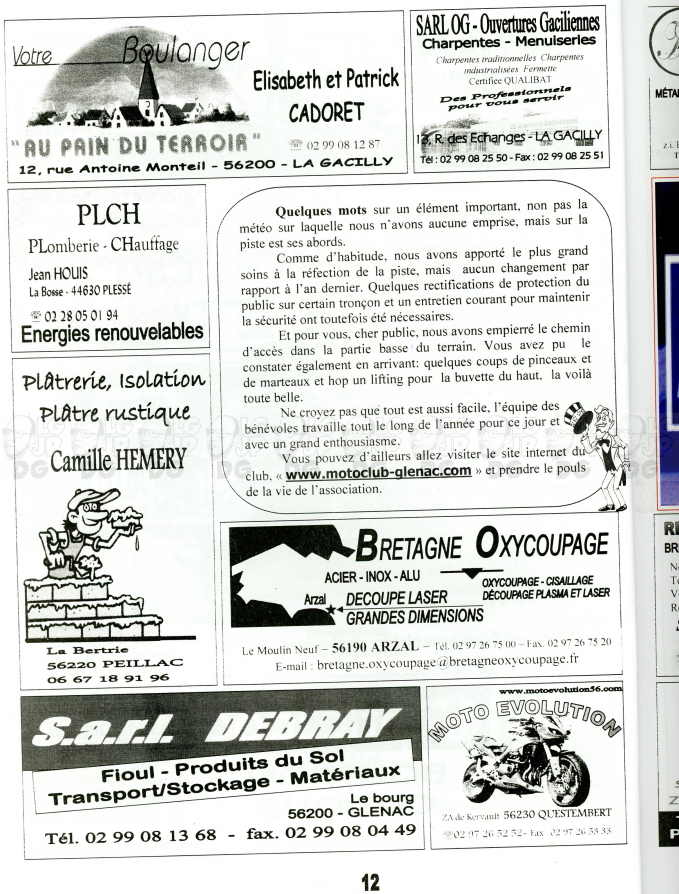 Votre Boulanger
Elisabeth et Patrick
CADORET
"AU PAIN DU TERROIR"
☏ 02 99 08 12 87
12, rue Antoine Monteil - 56200 - LA GACILLY
SARL OG - Ouvertures Gaciliennes
Charpentes - Menuiseries
Charpentes traditionnelles Charpentes
industrialisées Fermette
Certifiée QUALIBAT
Des Professionnels
pour vous servir
13, R. des Echanges - LA GACILLY
Tél : 02 99 08 25 50 - Fax : 02 99 08 25 51
PLCH
PLomberie - CHauffage
Jean HOUIS
La Bosse - 44630 PLESSÉ
☏ 02 28 05 01 94
Energies renouvelables
Quelques mots sur un élément important, non pas la
météo sur laquelle nous n'avons aucune emprise, mais sur la
piste est ses abords.
Comme d'habitude, nous avons apporté le plus grand
soins à la réfection de la piste, mais aucun changement par
rapport à l'an dernier. Quelques rectifications de protection du
public sur certain tronçon et un entretien courant pour maintenir
la sécurité ont toutefois été nécessaires.
Et pour vous, cher public, nous avons empierré le chemin
d'accès dans la partie basse du terrain. Vous avez pu le
constater également en arrivant: quelques coups de pinceaux et
de marteaux et hop un lifting pour la buvette du haut, la voilà
toute belle.
Ne croyez pas que tout est aussi facile, l'équipe des
bénévoles travaille tout le long de l'année pour ce jour et
avec un grand enthousiasme.
Vous pouvez d'ailleurs allez visiter le site internet du
club, « www.motoclub-glenac.com » et prendre le pouls
de la vie de l'association.
Plâtrerie, Isolation
Plâtre rustique
Camille HEMERY
La Bertrie
56220 PEILLAC
06 67 18 91 96
BRETAGNE OXYCOUPAGE
ACIER - INOX - ALU
OXYCOUPAGE - CISAILLAGE
DÉCOUPAGE PLASMA ET LASER
Arzal
DECOUPE LASER
GRANDES DIMENSIONS
Le Moulin Neuf – 56190 ARZAL – Tél. 02 97 26 75 00 – Fax. 02 97 26 75 20
E-mail : bretagne.oxycoupage@bretagneoxycoupage.fr
S.a.r.l. DEBRAY
Fioul - Produits du Sol
Transport/Stockage - Matériaux
Le bourg
56200 - GLENAC
Tél. 02 99 08 13 68 - fax. 02 99 08 04 49
www.motoevolution56.com
MOTO EVOLUTION
ZA de Kervault 56230 QUESTEMBERT
☏ 02 97 26 52 52 – Fax 02 97 26 53 33
12